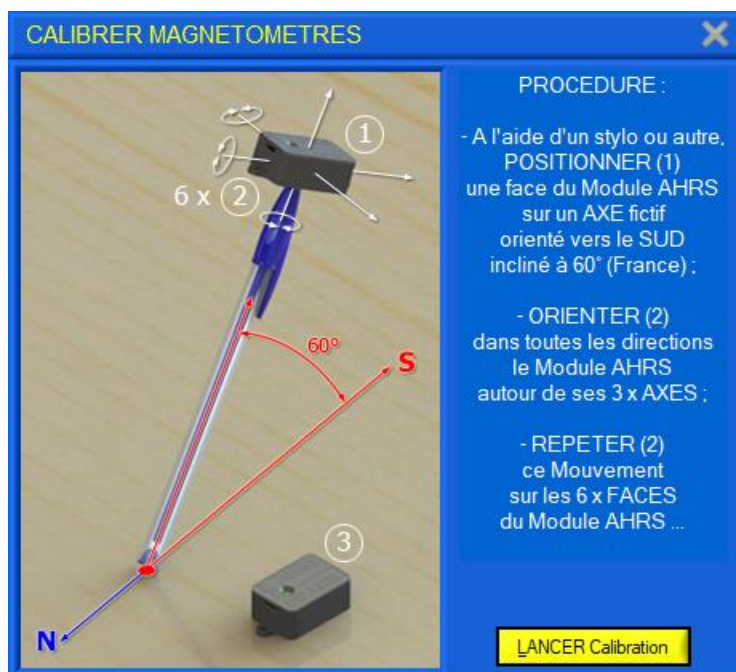 CALIBRER MAGNETOMETRES
PROCEDURE :
- A l'aide d'un stylo ou autre,
POSITIONNER (1)
une face du Module AHRS
sur un AXE fictif
orienté vers le SUD
incliné à 60° (France) ;
- ORIENTER (2)
dans toutes les directions
le Module AHRS
autour de ses 3 x AXES ;
- REPETER (2)
ce Mouvement
sur les 6 x FACES
du Module AHRS ...
LANCER Calibration
1
6 x 2
60º
S
3
N